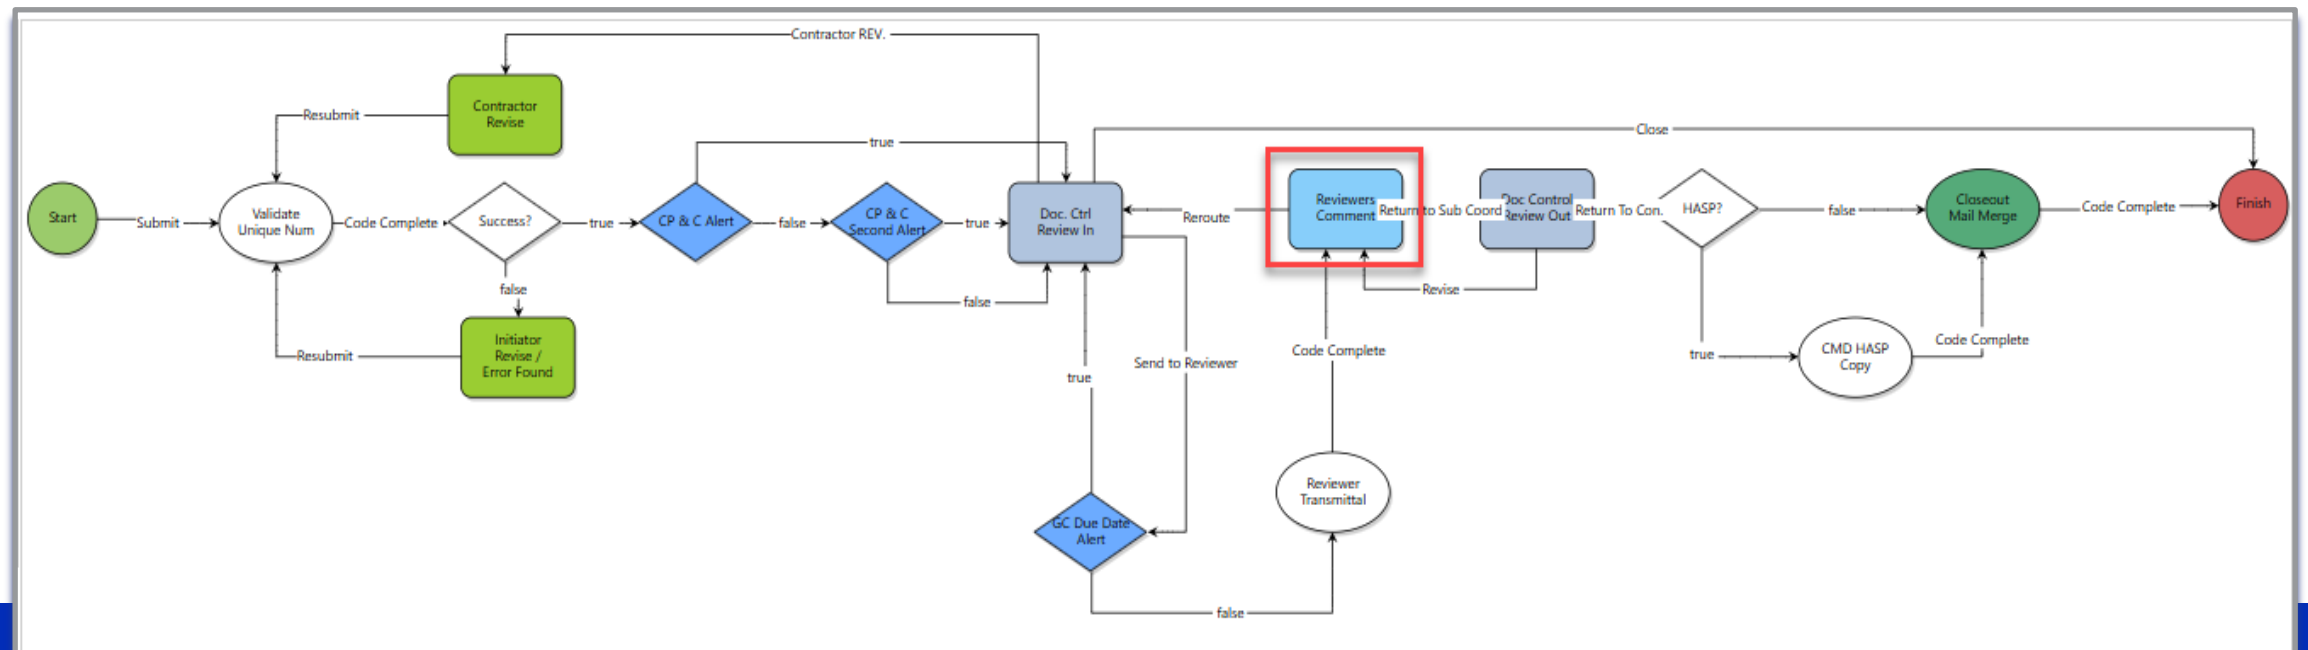 Contractor REV.
Contractor
Revise
Resubmit
Close
true
Start
Submit
Validate
Unique Num
Code Complete
Success?
true
CP & C Alert
false
CP & C
Second Alert
true
Doc. Ctrl
Review In
Reroute
Reviewers
Comment
Return to Sub Coord
Doc Control
Review Out
Return To Con.
HASP?
false
Closeout
Mail Merge
Code Complete
Finish
false
false
Revise
Initiator
Revise /
Error Found
Resubmit
true
Send to Reviewer
Code Complete
true
CMD HASP
Copy
Code Complete
Reviewer
Transmittal
GC Due Date
Alert
false